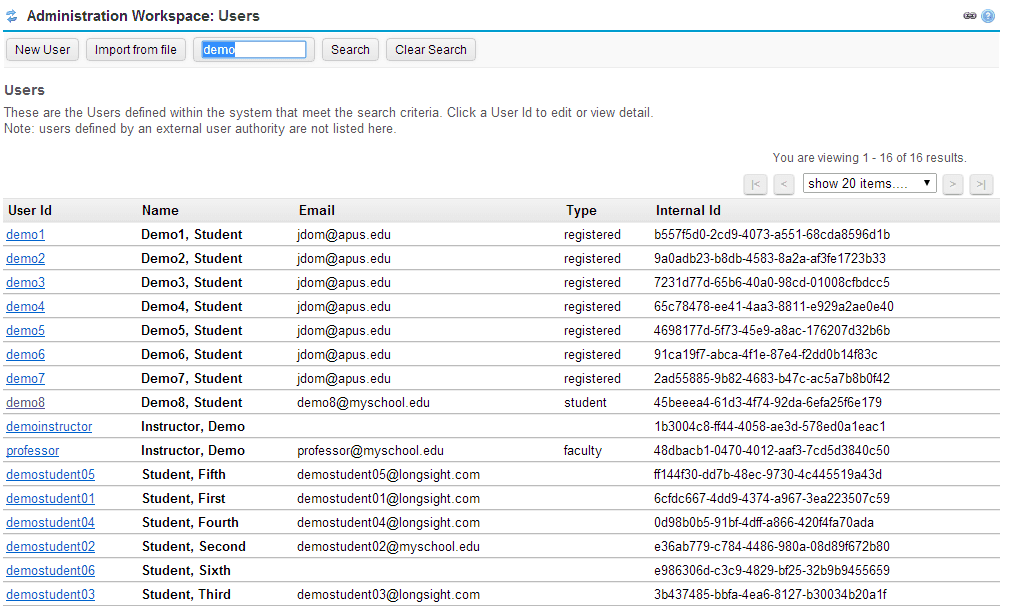 Administration Workspace: Users
New User Import from file demo Search Clear Search
Users
These are the Users defined within the system that meet the search criteria. Click a User Id to edit or view detail.
Note: users defined by an external user authority are not listed here.
You are viewing 1 - 16 of 16 results.
|< < show 20 items.... > >|
User Id Name Email Type Internal Id
demo1 Demo1, Student jdom@apus.edu registered b557f5d0-2cd9-4073-a551-68cda8596d1b
demo2 Demo2, Student jdom@apus.edu registered 9a0adb23-b8db-4583-8a2a-af3fe1723b33
demo3 Demo3, Student jdom@apus.edu registered 7231d77d-65b6-40a0-98cd-01008cfbdcc5
demo4 Demo4, Student jdom@apus.edu registered 65c78478-ee41-4aa3-8811-e929a2ae0e40
demo5 Demo5, Student jdom@apus.edu registered 4698177d-5f73-45e9-a8ac-176207d32b6b
demo6 Demo6, Student jdom@apus.edu registered 91ca19f7-abca-4f1e-87e4-f2dd0b14f83c
demo7 Demo7, Student jdom@apus.edu registered 2ad55885-9b82-4683-b47c-ac5a7b8b0f42
demo8 Demo8, Student demo8@myschool.edu student 45beeea4-61d3-4f74-92da-6efa25f6e179
demoinstructor Instructor, Demo 1b3004c8-ff44-4058-ae3d-578ed0a1eac1
professor Instructor, Demo professor@myschool.edu faculty 48dbacb1-0470-4012-aaf3-7cd5d3840c50
demostudent05 Student, Fifth demostudent05@longsight.com ff144f30-dd7b-48ec-9730-4c445519a43d
demostudent01 Student, First demostudent01@longsight.com 6cfdc667-4dd9-4374-a967-3ea223507c59
demostudent04 Student, Fourth demostudent04@longsight.com 0d98b0b5-91bf-4dff-a866-420f4fa70ada
demostudent02 Student, Second demostudent02@myschool.edu e36ab779-c784-4486-980a-08d89f672b80
demostudent06 Student, Sixth e986306d-c3c9-4829-bf25-32b9b9455659
demostudent03 Student, Third demostudent03@longsight.com 3b437485-bbfa-4ea6-8127-b30034b20a1f